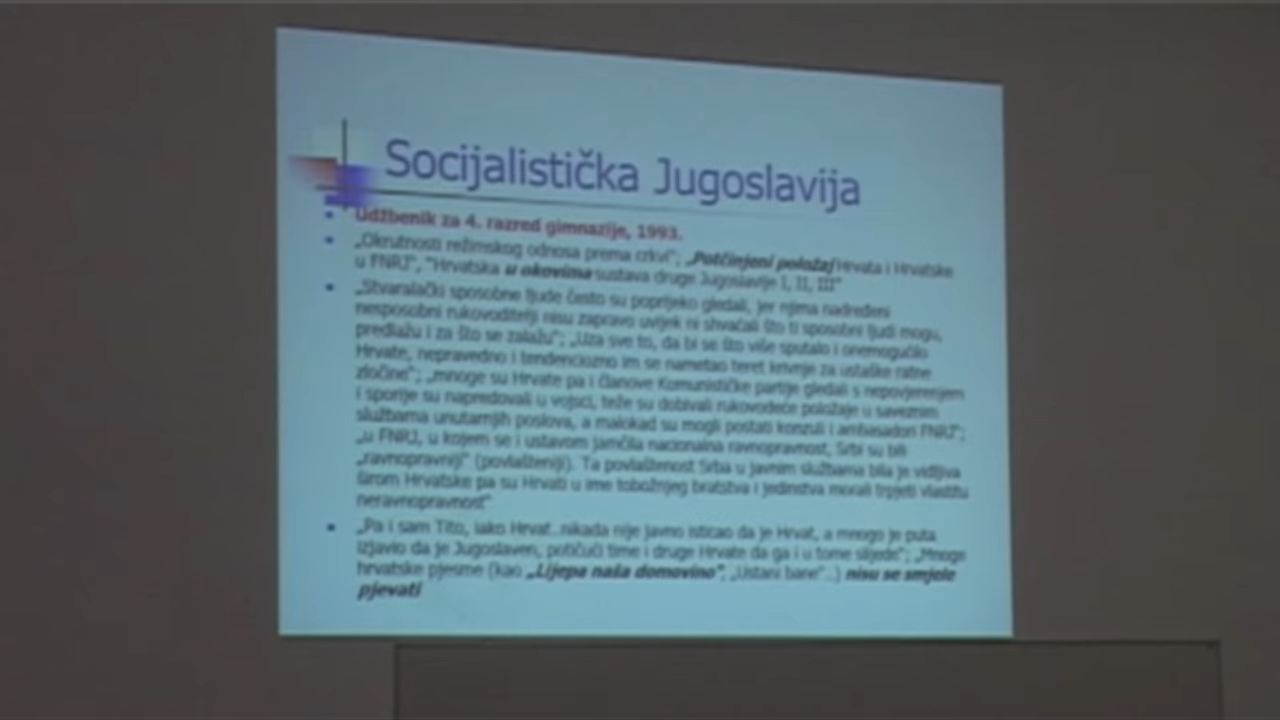 Socijalistička Jugoslavija
Udžbenik za 4. razred gimnazije, 1993.
„Okrutnosti režimskog odnosa prema crkvi“; „Potčinjeni položaj Hrvata i Hrvatske
u FNRJ“, "Hrvatska u okovima sustava druge Jugoslavije I, II, III“
„Stvaralački sposobne ljude često su poprijeko gledali, jer njima nadređeni
nesposobni rukovoditelji nisu zapravo uvijek ni shvaćali što ti sposobni ljudi mogu,
predlažu i za što se zalažu“; „Uza sve to, da bi se što više sputalo i onemogućilo
Hrvate, nepravedno i tendenciozno im se nametao teret krivnje za ustaške ratne
zločine“; „mnoge su Hrvate pa i članove Komunističke partije gledali s nepovjerenjem
i sporije su napredovali u vojsci, teže su dobivali rukovodeće položaje u saveznim
službama unutarnjih poslova, a malokad su mogli postati konzuli i ambasadori FNRJ“;
„u FNRJ, u kojem se i ustavom jamčila nacionalna ravnopravnost, Srbi su bili
„ravnopravniji“ (povlašteniji). Ta povlaštenost Srba u javnim službama bila je vidljiva
širom Hrvatske pa su Hrvati u ime tobožnjeg bratstva i jedinstva morali trpjeti vlastitu
neravnopravnost“
„Pa i sam Tito, iako Hrvat..nikada nije javno isticao da je Hrvat, a mnogo je puta
izjavio da je Jugoslaven, potičući time i druge Hrvate da ga i u tome slijede“; „Mnoge
hrvatske pjesme (kao „Lijepa naša domovino“, „Ustani bane“..) nisu se smjele
pjevati